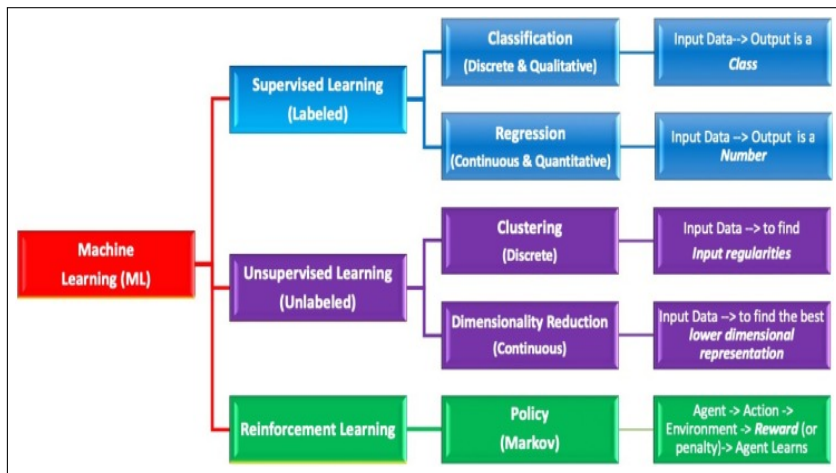 Machine
Learning (ML)
Supervised Learning
(Labeled)
Classification
(Discrete & Qualitative)
Input Data--> Output is a
Class
Regression
(Continuous & Quantitative)
Input Data --> Output is a
Number
Unsupervised Learning
(Unlabeled)
Clustering
(Discrete)
Input Data --> to find
Input regularities
Dimensionality Reduction
(Continuous)
Input Data --> to find the best
lower dimensional
representation
Reinforcement Learning
Policy
(Markov)
Agent -> Action ->
Environment -> Reward (or
penalty)-> Agent Learns